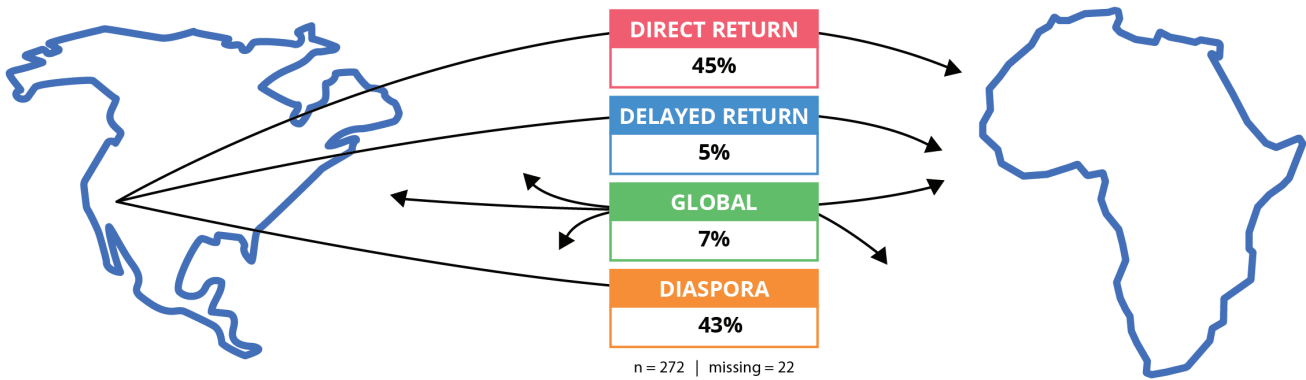 DIRECT RETURN
45%
DELAYED RETURN
5%
GLOBAL
7%
DIASPORA
43%
n = 272 | missing = 22